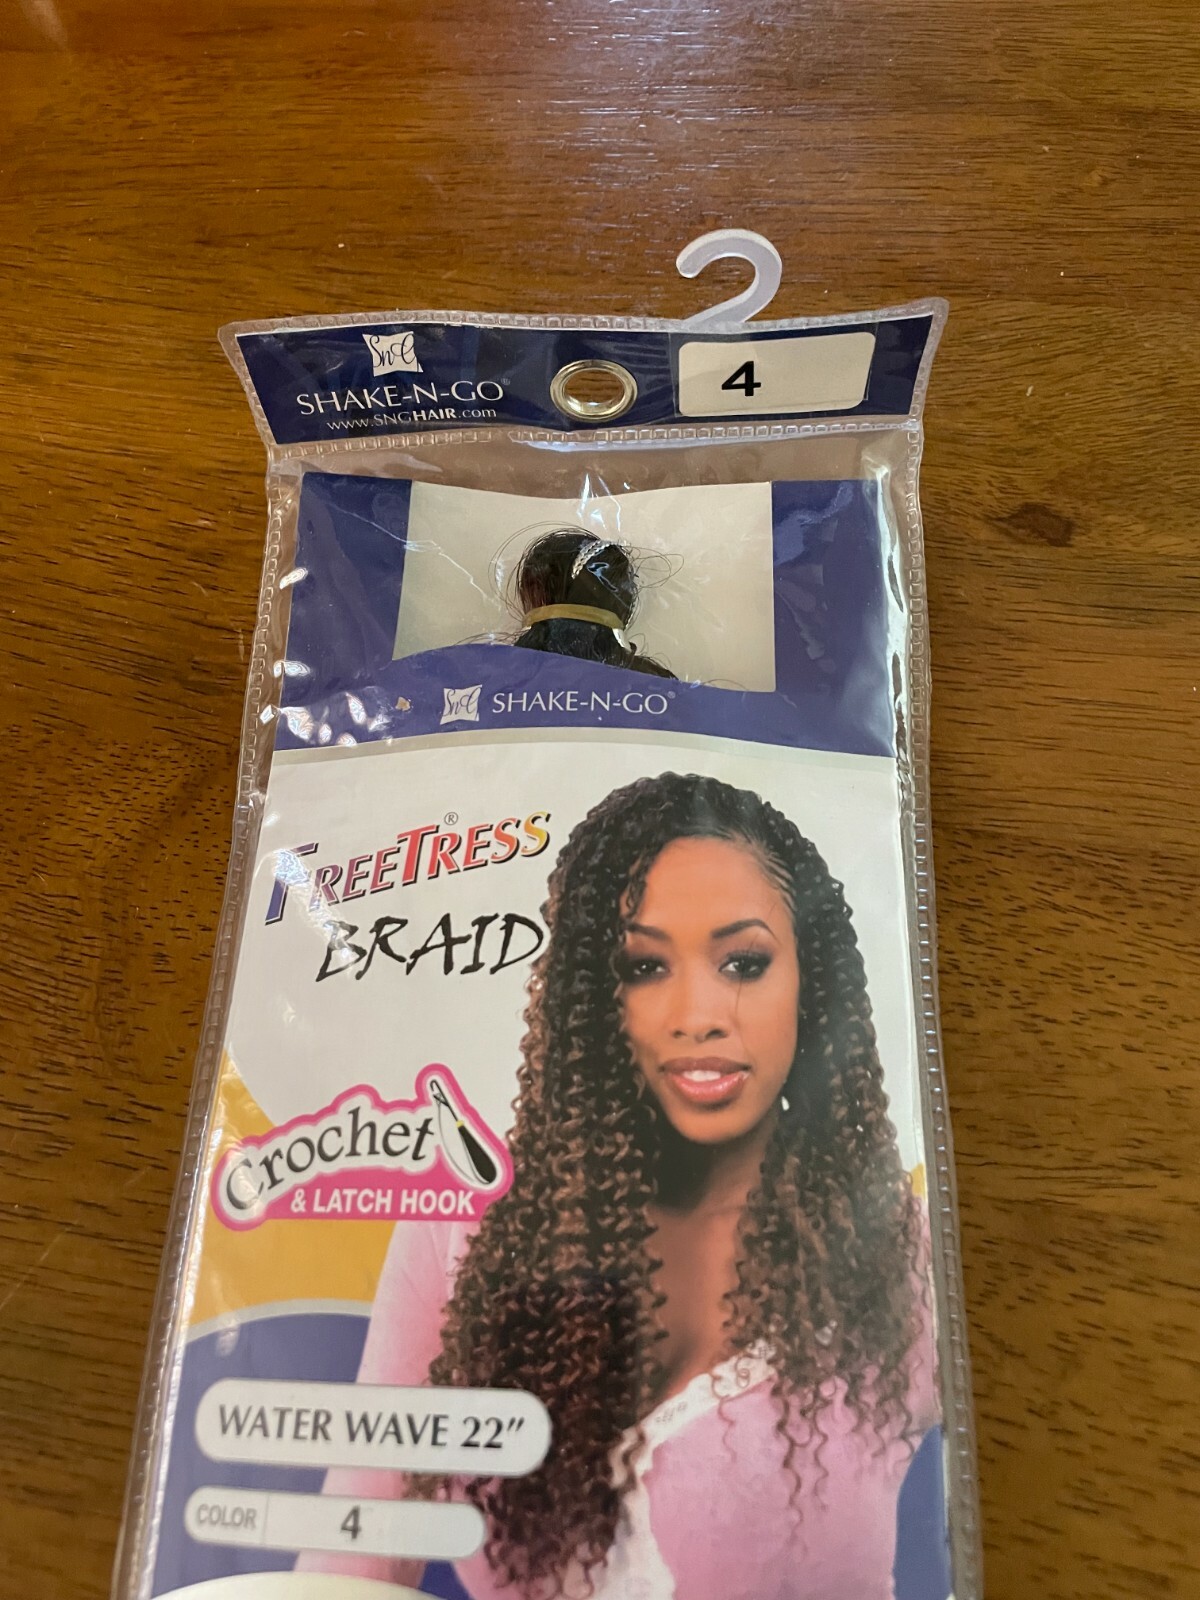 SnG
SHAKE-N-GO®
www.SNGHAIR.com
4
SnG SHAKE-N-GO®
FREETRESS®
BRAID
Crochet
& LATCH HOOK
WATER WAVE 22"
COLOR 4